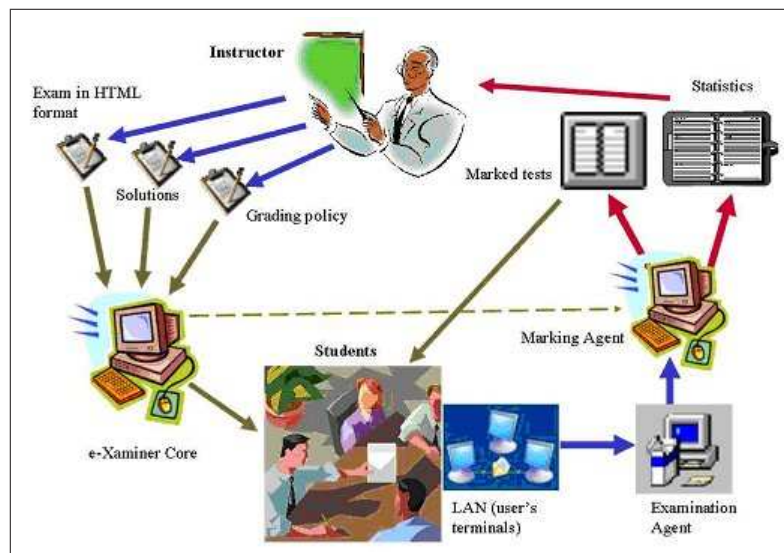 Instructor
Exam in HTML
format
Statistics
Solutions
Marked tests
Grading policy
Students
Marking Agent
e-Xaminer Core
LAN (user's
terminals)
Examination
Agent